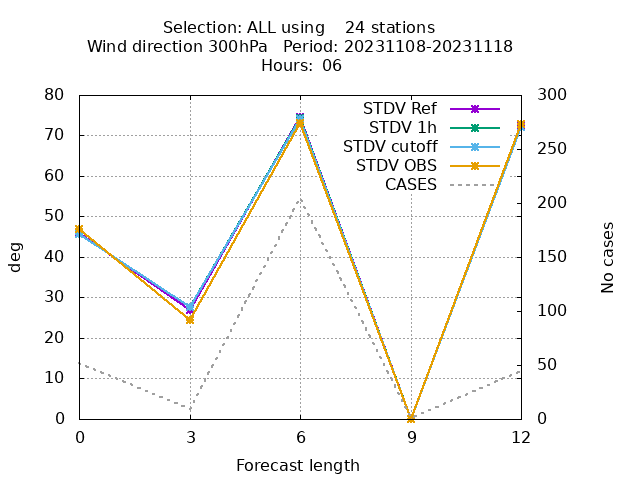 Selection: ALL using    24 stations
Wind direction 300hPa   Period: 20231108-20231118
Hours: 06
80
70
60
50
40
30
20
10
0
deg
STDV Ref
STDV 1h
STDV cutoff
STDV OBS
CASES
300
250
200
150
100
50
0
No cases
0 3 6 9 12
Forecast length